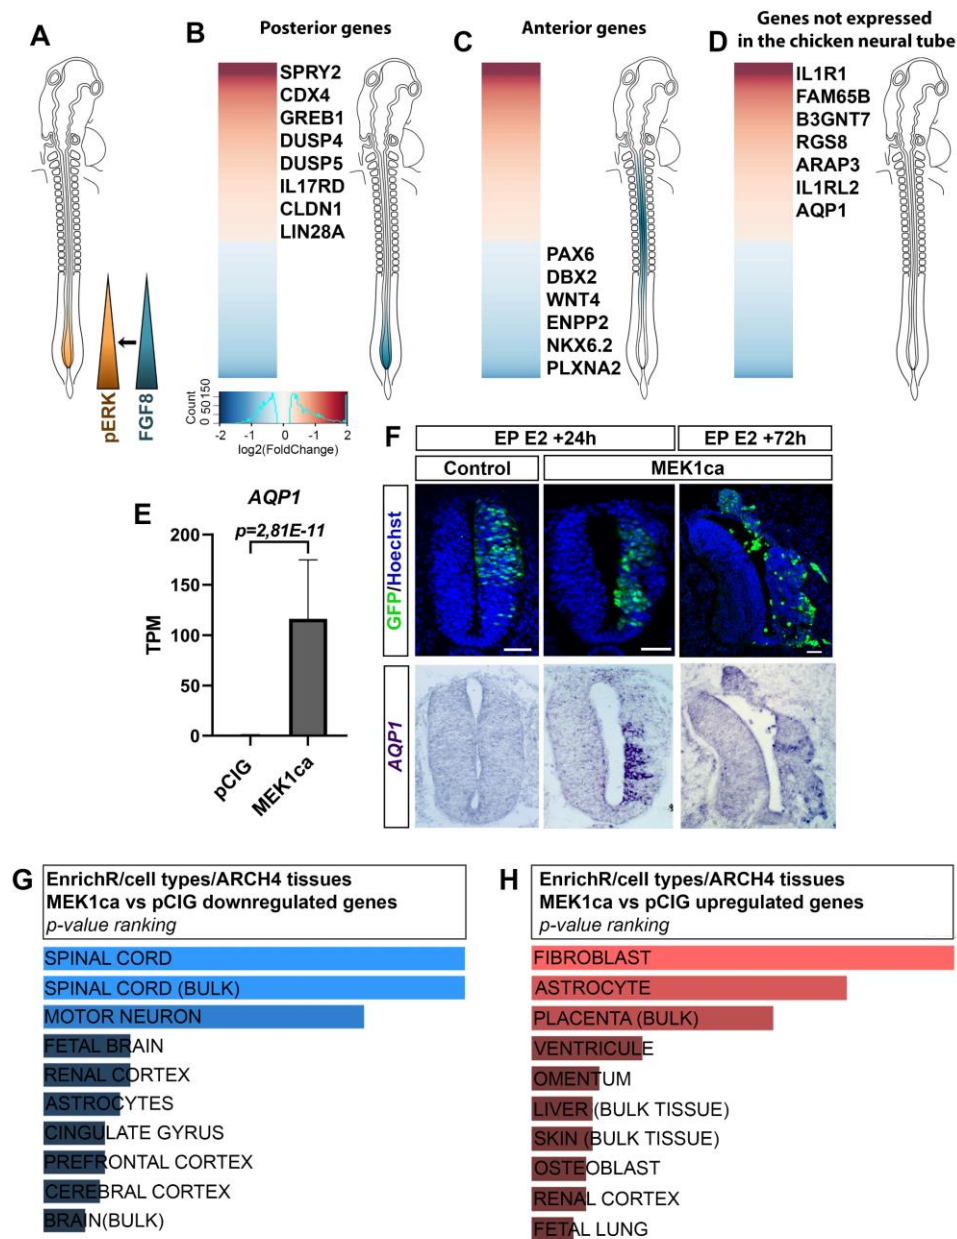 A
B
Posterior genes
SPRY2
CDX4
GREB1
DUSP4
DUSP5
IL17RD
CLDN1
LIN28A
C
Anterior genes
PAX6
DBX2
WNT4
ENPP2
NKX6.2
PLXNA2
D
Genes not expressed
in the chicken neural tube
IL1R1
FAM65B
B3GNT7
RGS8
ARAP3
IL1RL2
AQP1
pERK
FGF8
Count
0 50 150
-2 -1 0 -1 2
log2(FoldChange)
E
AQP1
p=2,81E-11
TPM
200
150
100
50
0
pCIG
MEK1ca
F
EP E2 +24h
EP E2 +72h
Control
MEK1ca
GFP/Hoechst
AQP1
G
EnrichR/cell types/ARCH4 tissues
MEK1ca vs pCIG downregulated genes
p-value ranking
SPINAL CORD
SPINAL CORD (BULK)
MOTOR NEURON
FETAL BRAIN
RENAL CORTEX
ASTROCYTES
CINGULATE GYRUS
PREFRONTAL CORTEX
CEREBRAL CORTEX
BRAIN(BULK)
H
EnrichR/cell types/ARCH4 tissues
MEK1ca vs pCIG upregulated genes
p-value ranking
FIBROBLAST
ASTROCYTE
PLACENTA (BULK)
VENTRICULE
OMENTUM
LIVER (BULK TISSUE)
SKIN (BULK TISSUE)
OSTEOBLAST
RENAL CORTEX
FETAL LUNG